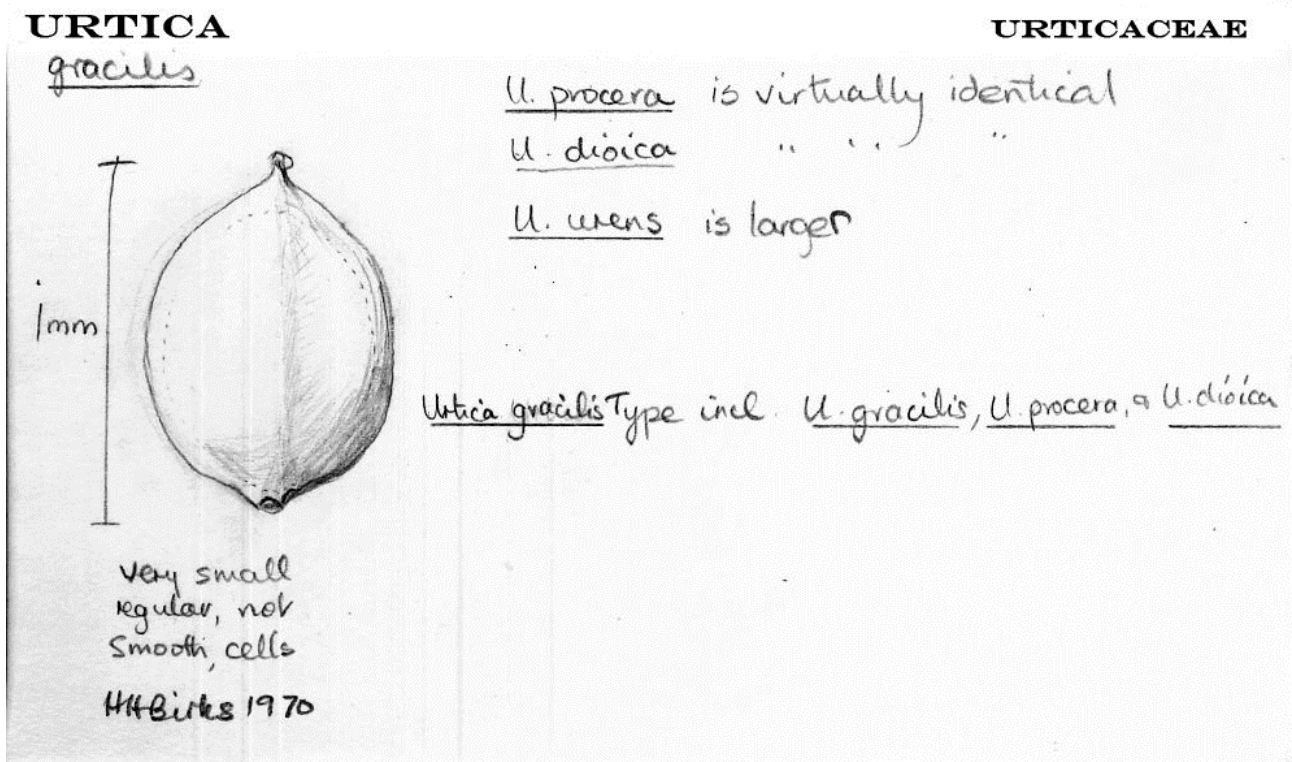 URTICA
URTICACEAE
gracilis
U. procera is virtually identical
U. dioica " " "
U. urens is larger
1mm
Urtica gracilis Type incl. U. gracilis, U. procera, & U. dioica
very small
regular, not
smooth, cells
HHBirks 1970